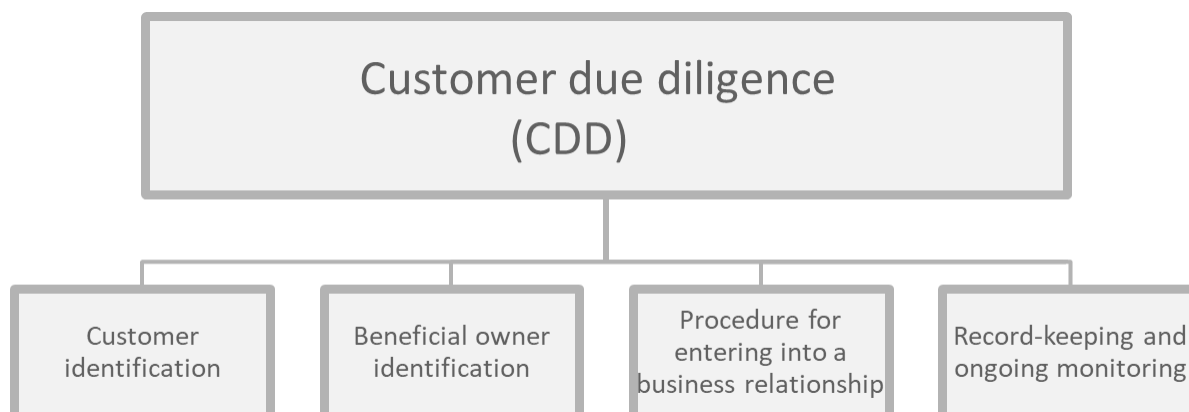 Customer due diligence
(CDD)
Customer
identification
Beneficial owner
identification
Procedure for
entering into a
business relationship
Record-keeping and
ongoing monitoring